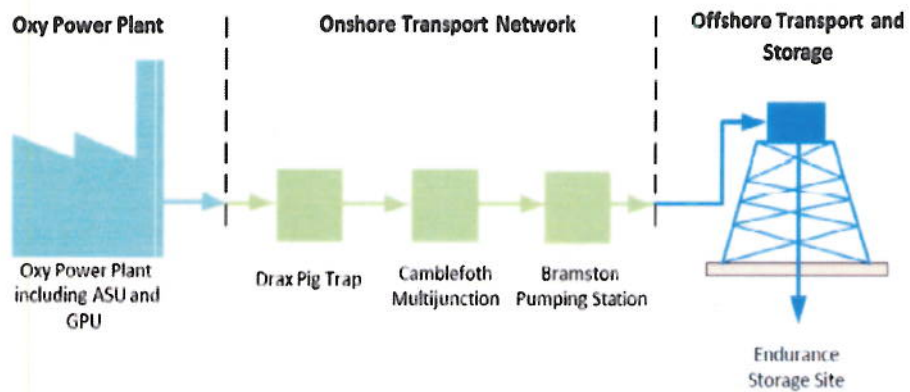 Oxy Power Plant
Onshore Transport Network
Offshore Transport and
Storage
Oxy Power Plant
including ASU and
GPU
Drax Pig Trap
Camblefoth
Multijunction
Bramston
Pumping Station
Endurance
Storage Site